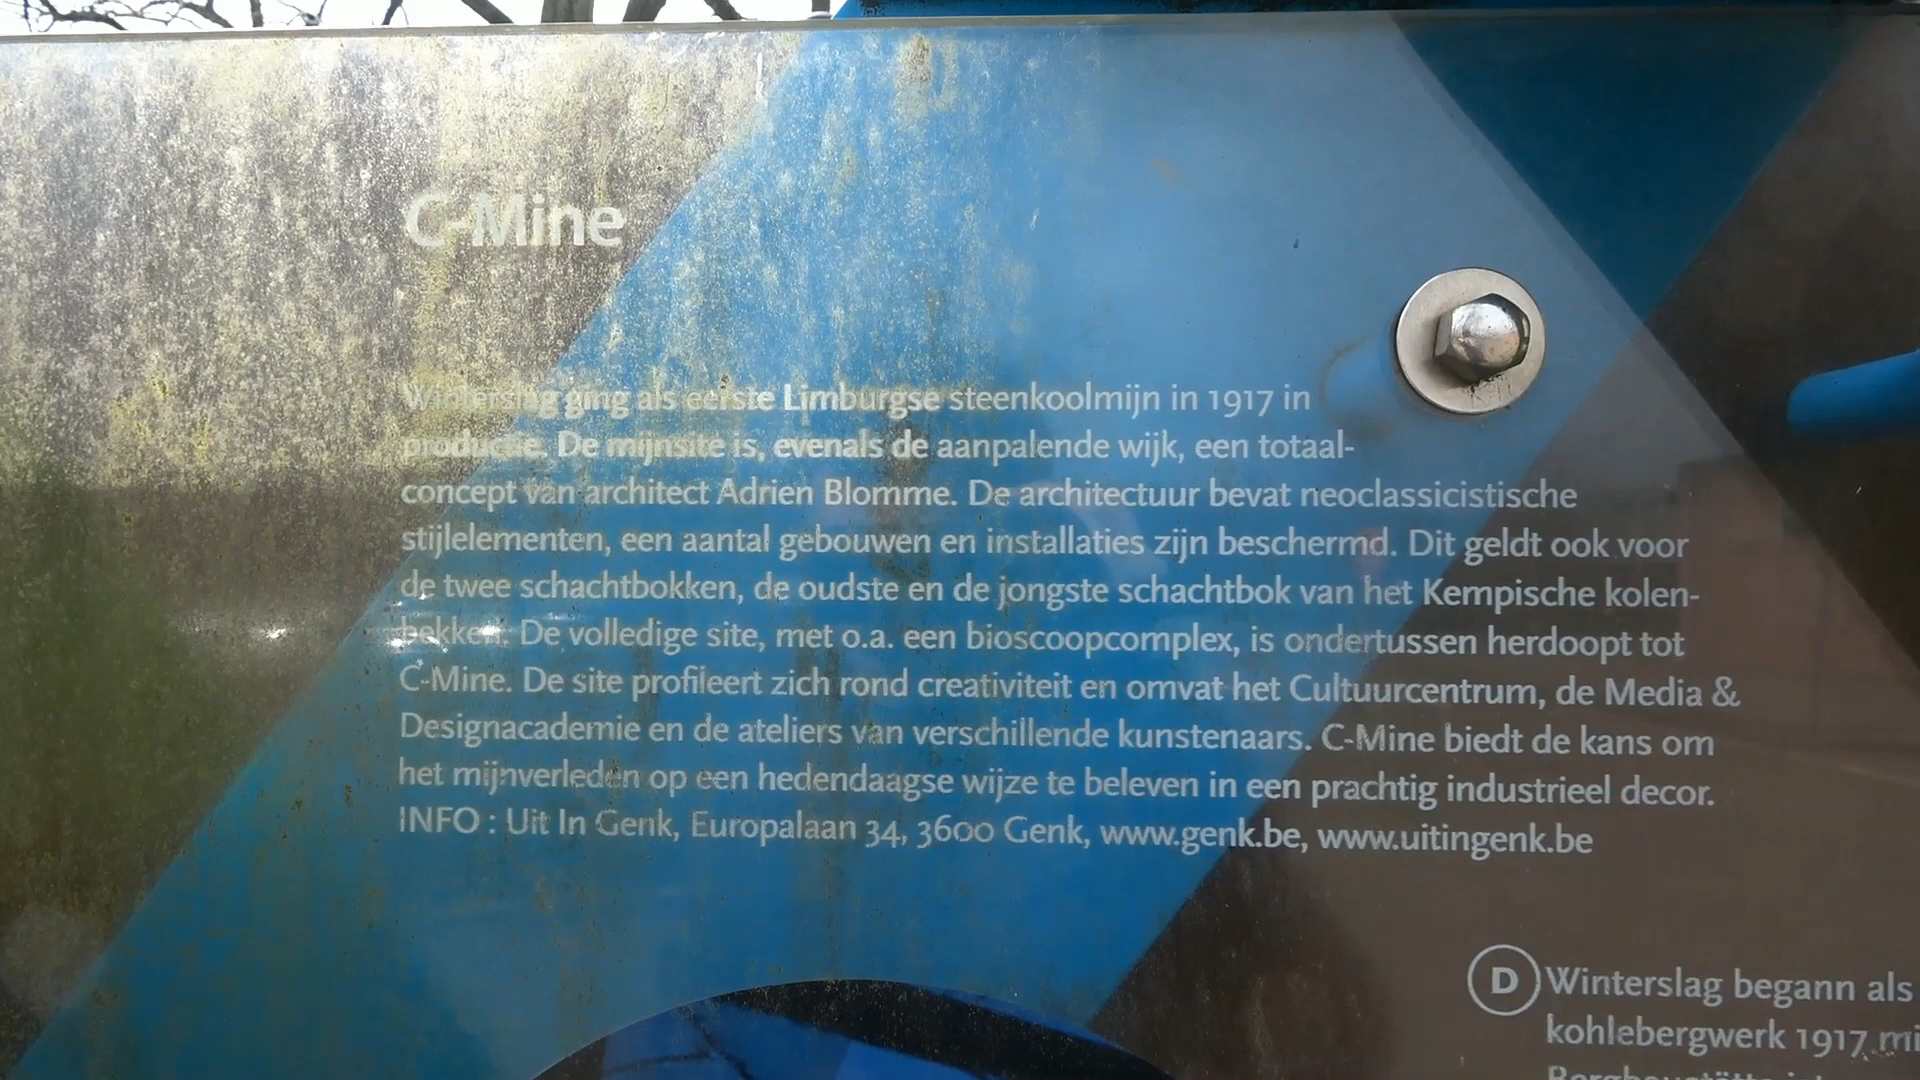 C-Mine
Winterslag ging als eerste Limburgse steenkoolmijn in 1917 in
productie. De mijnsite is, evenals de aanpalende wijk, een totaal-
concept van architect Adrien Blomme. De architectuur bevat neoclassicistische
stijlelementen, een aantal gebouwen en installaties zijn beschermd. Dit geldt ook voor
de twee schachtbokken, de oudste en de jongste schachtbok van het Kempische kolen-
bekken. De volledige site, met o.a. een bioscoopcomplex, is ondertussen herdoopt tot
C-Mine. De site profileert zich rond creativiteit en omvat het Cultuurcentrum, de Media &
Designacademie en de ateliers van verschillende kunstenaars. C-Mine biedt de kans om
het mijnverleden op een hedendaagse wijze te beleven in een prachtig industrieel decor.
INFO : Uit In Genk, Europalaan 34, 3600 Genk, www.genk.be, www.uitingenk.be
D Winterslag begann als
kohlebergwerk 1917 mi